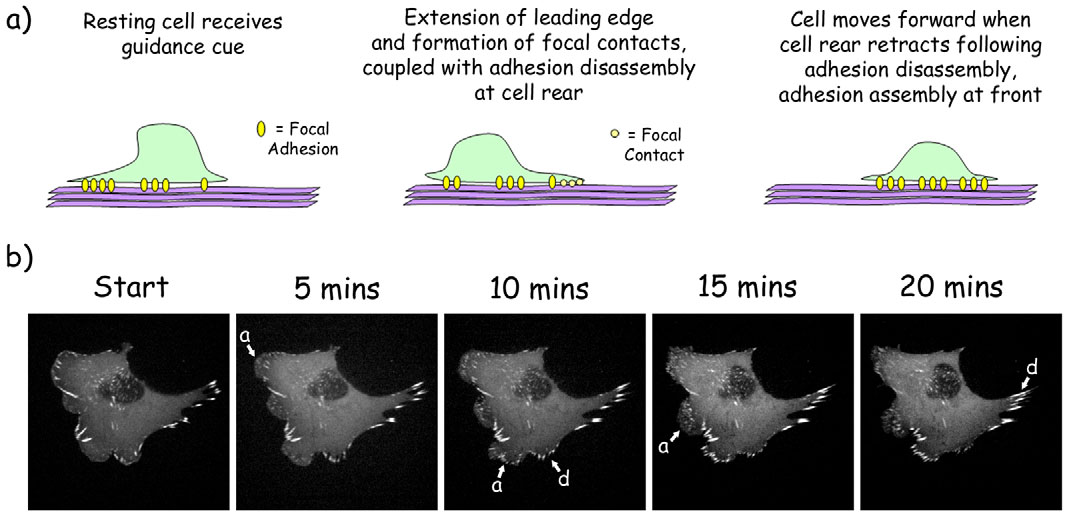 a)
Resting cell receives
guidance cue
= Focal
Adhesion
Extension of leading edge
and formation of focal contacts,
coupled with adhesion disassembly
at cell rear
= Focal
Contact
Cell moves forward when
cell rear retracts following
adhesion disassembly,
adhesion assembly at front
b)
Start
5 mins
10 mins
15 mins
20 mins
a
a
d
a
d